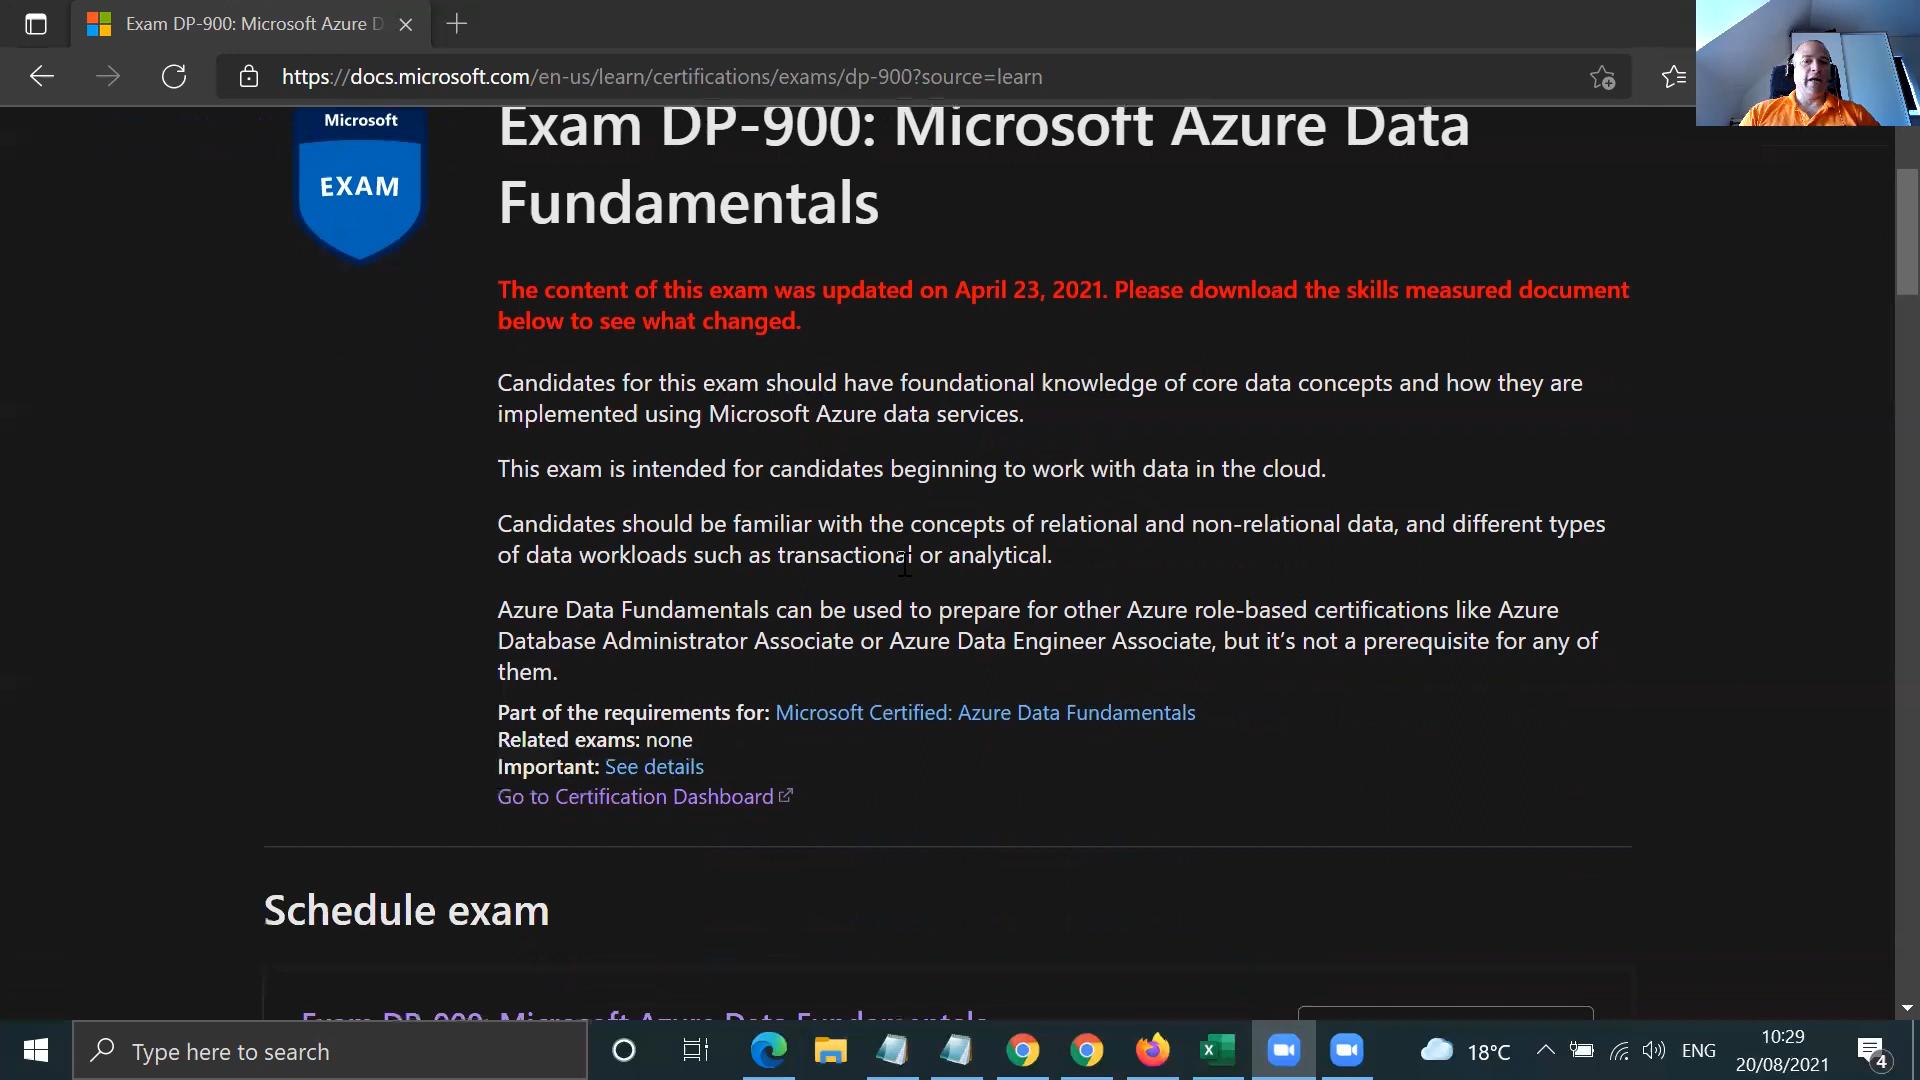 Exam DP-900: Microsoft Azure D
https://docs.microsoft.com/en-us/learn/certifications/exams/dp-900?source=learn
Microsoft
EXAM
Exam DP-900: Microsoft Azure Data
Fundamentals
The content of this exam was updated on April 23, 2021. Please download the skills measured document
below to see what changed.
Candidates for this exam should have foundational knowledge of core data concepts and how they are
implemented using Microsoft Azure data services.
This exam is intended for candidates beginning to work with data in the cloud.
Candidates should be familiar with the concepts of relational and non-relational data, and different types
of data workloads such as transactional or analytical.
Azure Data Fundamentals can be used to prepare for other Azure role-based certifications like Azure
Database Administrator Associate or Azure Data Engineer Associate, but it’s not a prerequisite for any of
them.
Part of the requirements for: Microsoft Certified: Azure Data Fundamentals
Related exams: none
Important: See details
Go to Certification Dashboard
Schedule exam
Exam DP-900: Microsoft Azure Data Fundamentals
Type here to search
18°C
ENG
10:29
20/08/2021
4